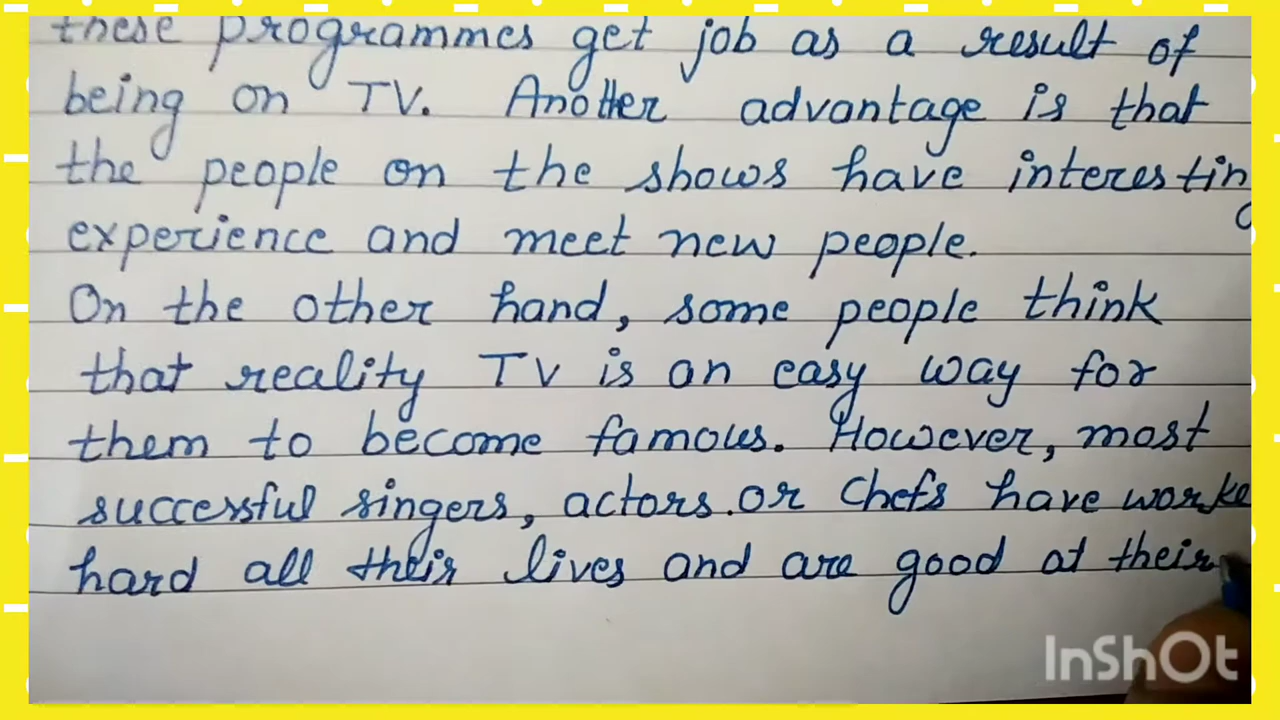 these programmes get job as a result of
being on TV. Another advantage is that
the people on the shows have interesting
experience and meet new people.
On the other hand, some people think
that reality TV is an easy way for
them to become famous. However, most
successful singers, actors.or chefs have worke
hard all their lives and are good at their
InShOt